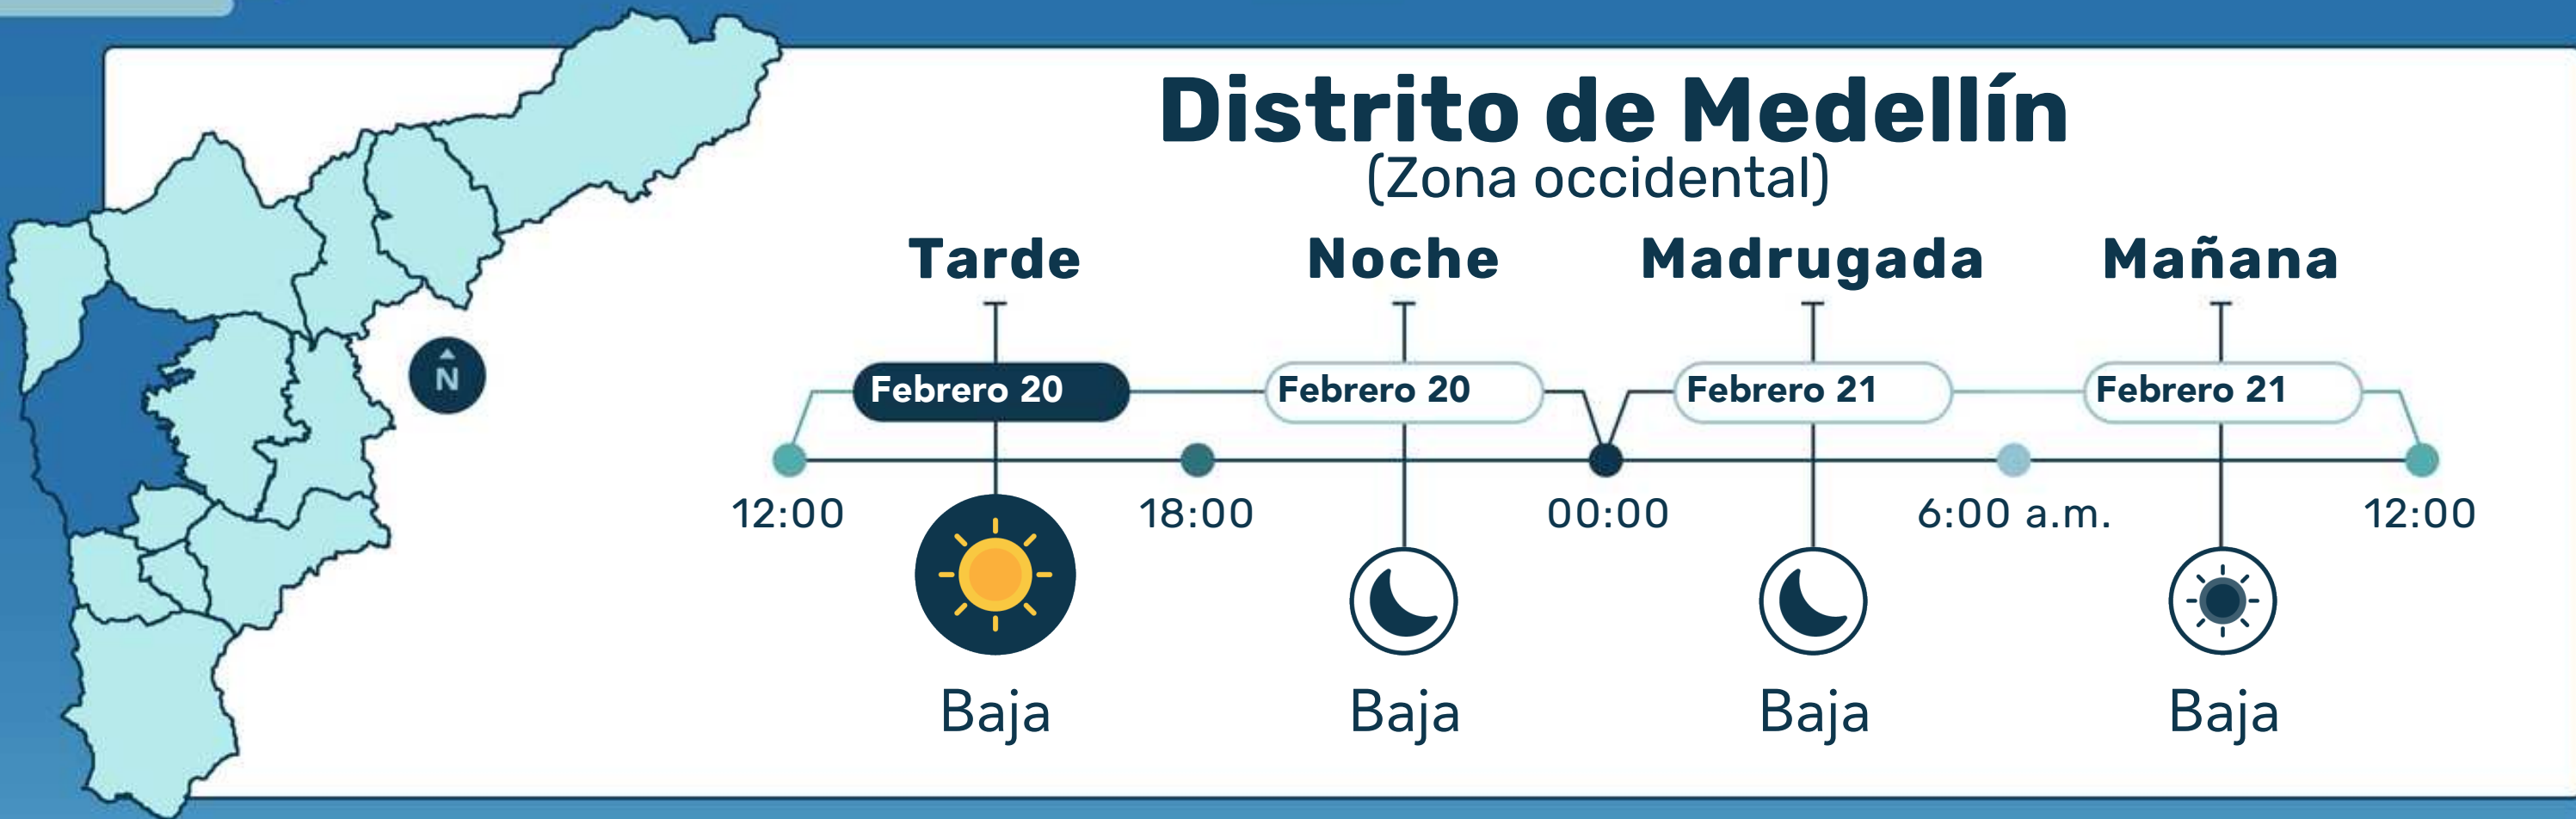 Distrito de Medellín
(Zona occidental)
Tarde Noche Madrugada Mañana
Febrero 20 Febrero 20 Febrero 21 Febrero 21
N
12:00 18:00 00:00 6:00 a.m. 12:00
Baja Baja Baja Baja